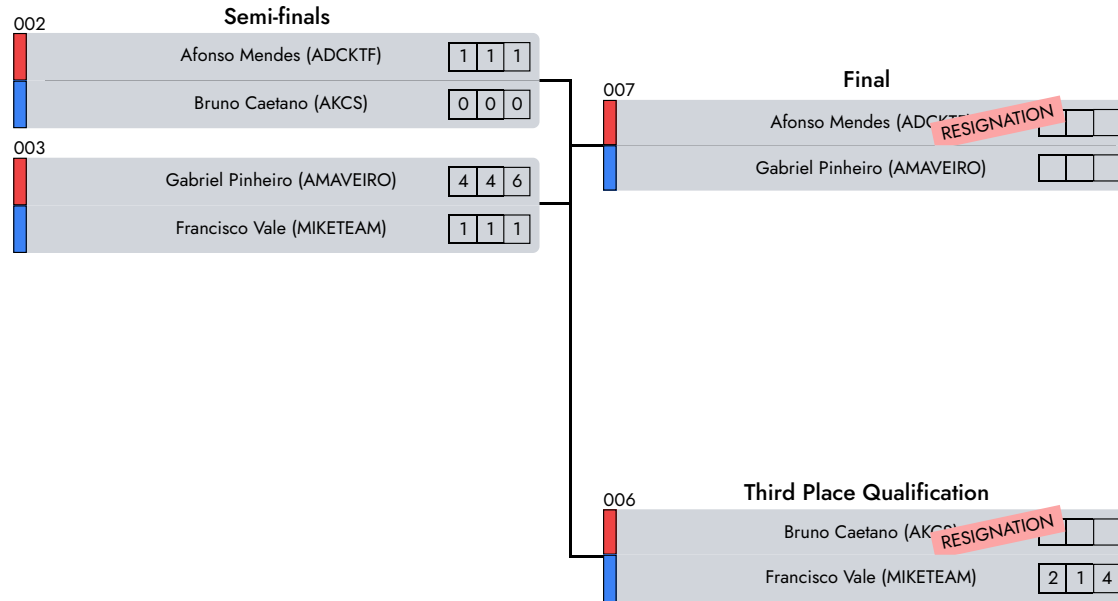 Semi-finals
002
Afonso Mendes (ADCKTF) 1 1 1
Bruno Caetano (AKCS) 0 0 0
003
Gabriel Pinheiro (AMAVEIRO) 4 4 6
Francisco Vale (MIKETEAM) 1 1 1
Final
007
Afonso Mendes (ADCKTF) RESIGNATION
Gabriel Pinheiro (AMAVEIRO)
Third Place Qualification
006
Bruno Caetano (AKCS) RESIGNATION
Francisco Vale (MIKETEAM) 2 1 4